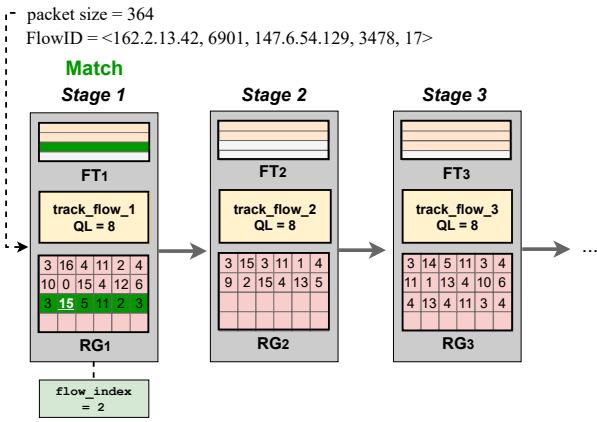 packet size = 364
FlowID = <162.2.13.42, 6901, 147.6.54.129, 3478, 17>
Match
Stage 1
Stage 2
Stage 3
FT1
FT2
FT3
track_flow_1
QL = 8
track_flow_2
QL = 8
track_flow_3
QL = 8
3 16 4 11 2 4
10 0 15 4 12 6
3 15 5 11 2 3
3 15 3 11 1 4
9 2 15 4 13 5
3 14 5 11 3 4
11 1 13 4 10 6
4 13 4 11 3 4
...
RG1
RG2
RG3
flow_index
= 2